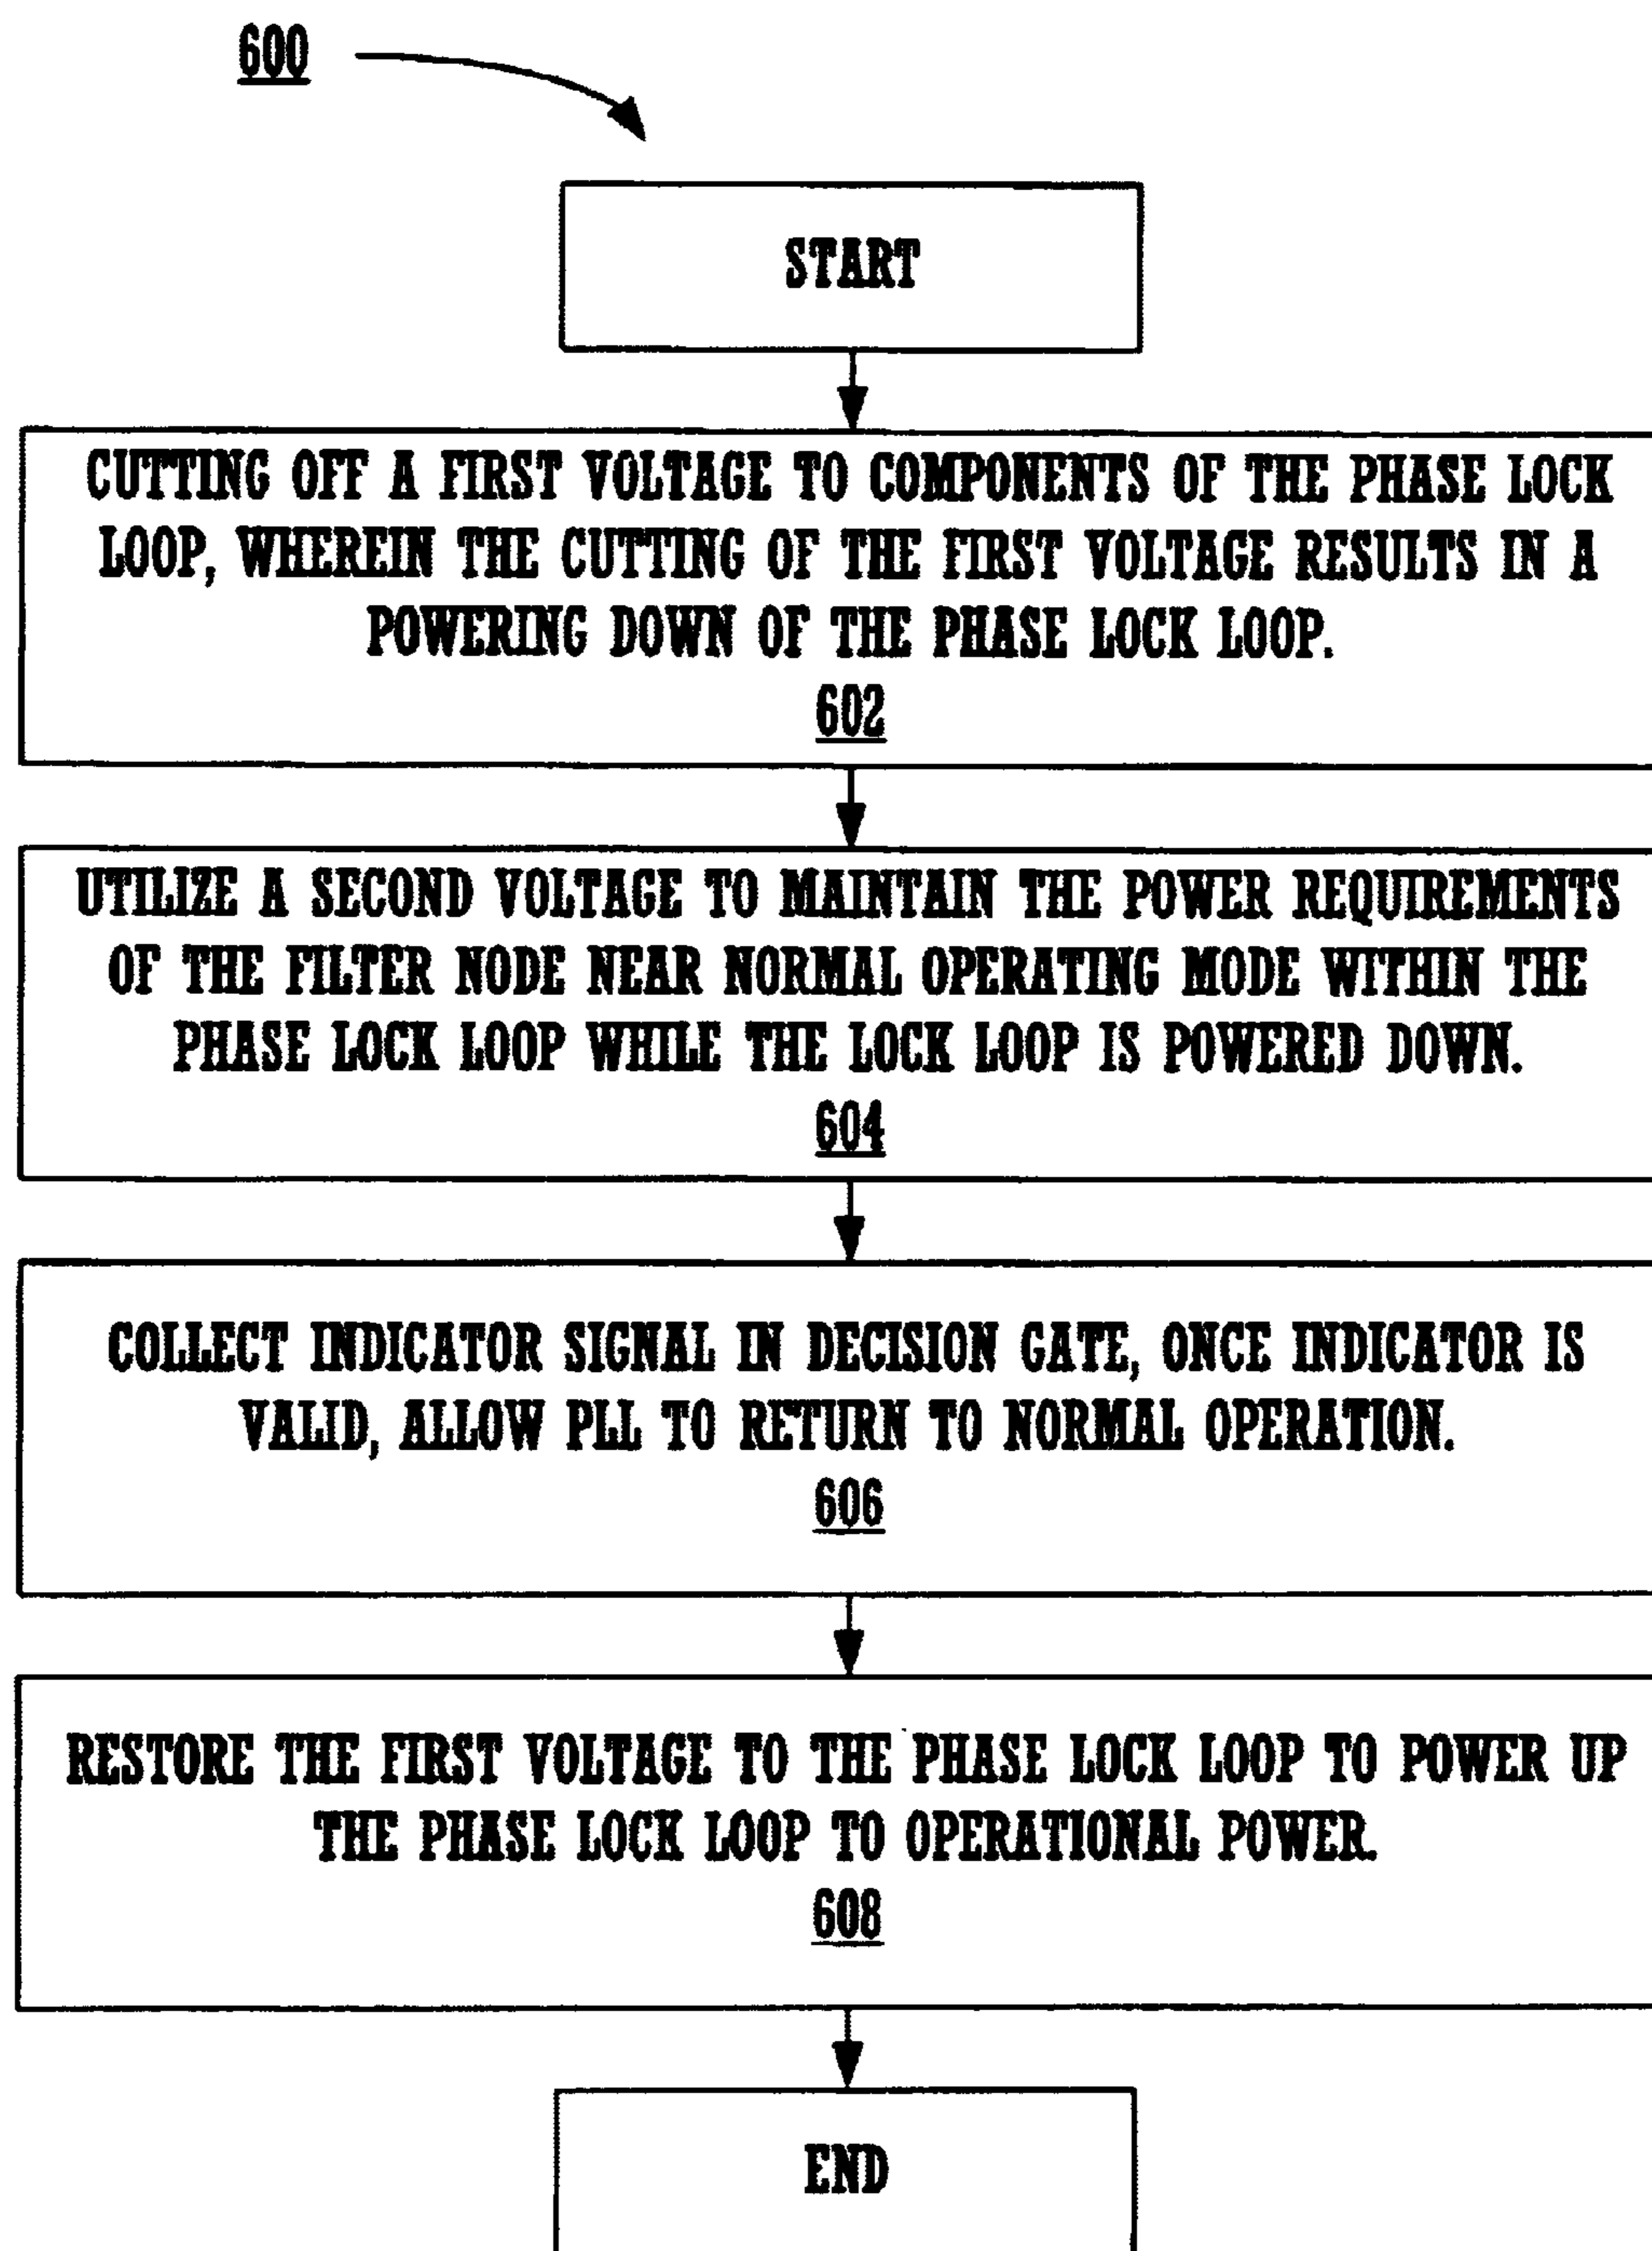 600
START
CUTTING OFF A FIRST VOLTAGE TO COMPONENTS OF THE PHASE LOCK
LOOP, WHEREIN THE CUTTING OF THE FIRST VOLTAGE RESULTS IN A
POWERING DOWN OF THE PHASE LOCK LOOP.
602
UTILIZE A SECOND VOLTAGE TO MAINTAIN THE POWER REQUIREMENTS
OF THE FILTER NODE NEAR NORMAL OPERATING MODE WITHIN THE
PHASE LOCK LOOP WHILE THE LOCK LOOP IS POWERED DOWN.
604
COLLECT INDICATOR SIGNAL IN DECISION GATE, ONCE INDICATOR IS
VALID, ALLOW PLL TO RETURN TO NORMAL OPERATION.
606
RESTORE THE FIRST VOLTAGE TO THE PHASE LOCK LOOP TO POWER UP
THE PHASE LOCK LOOP TO OPERATIONAL POWER.
608
END